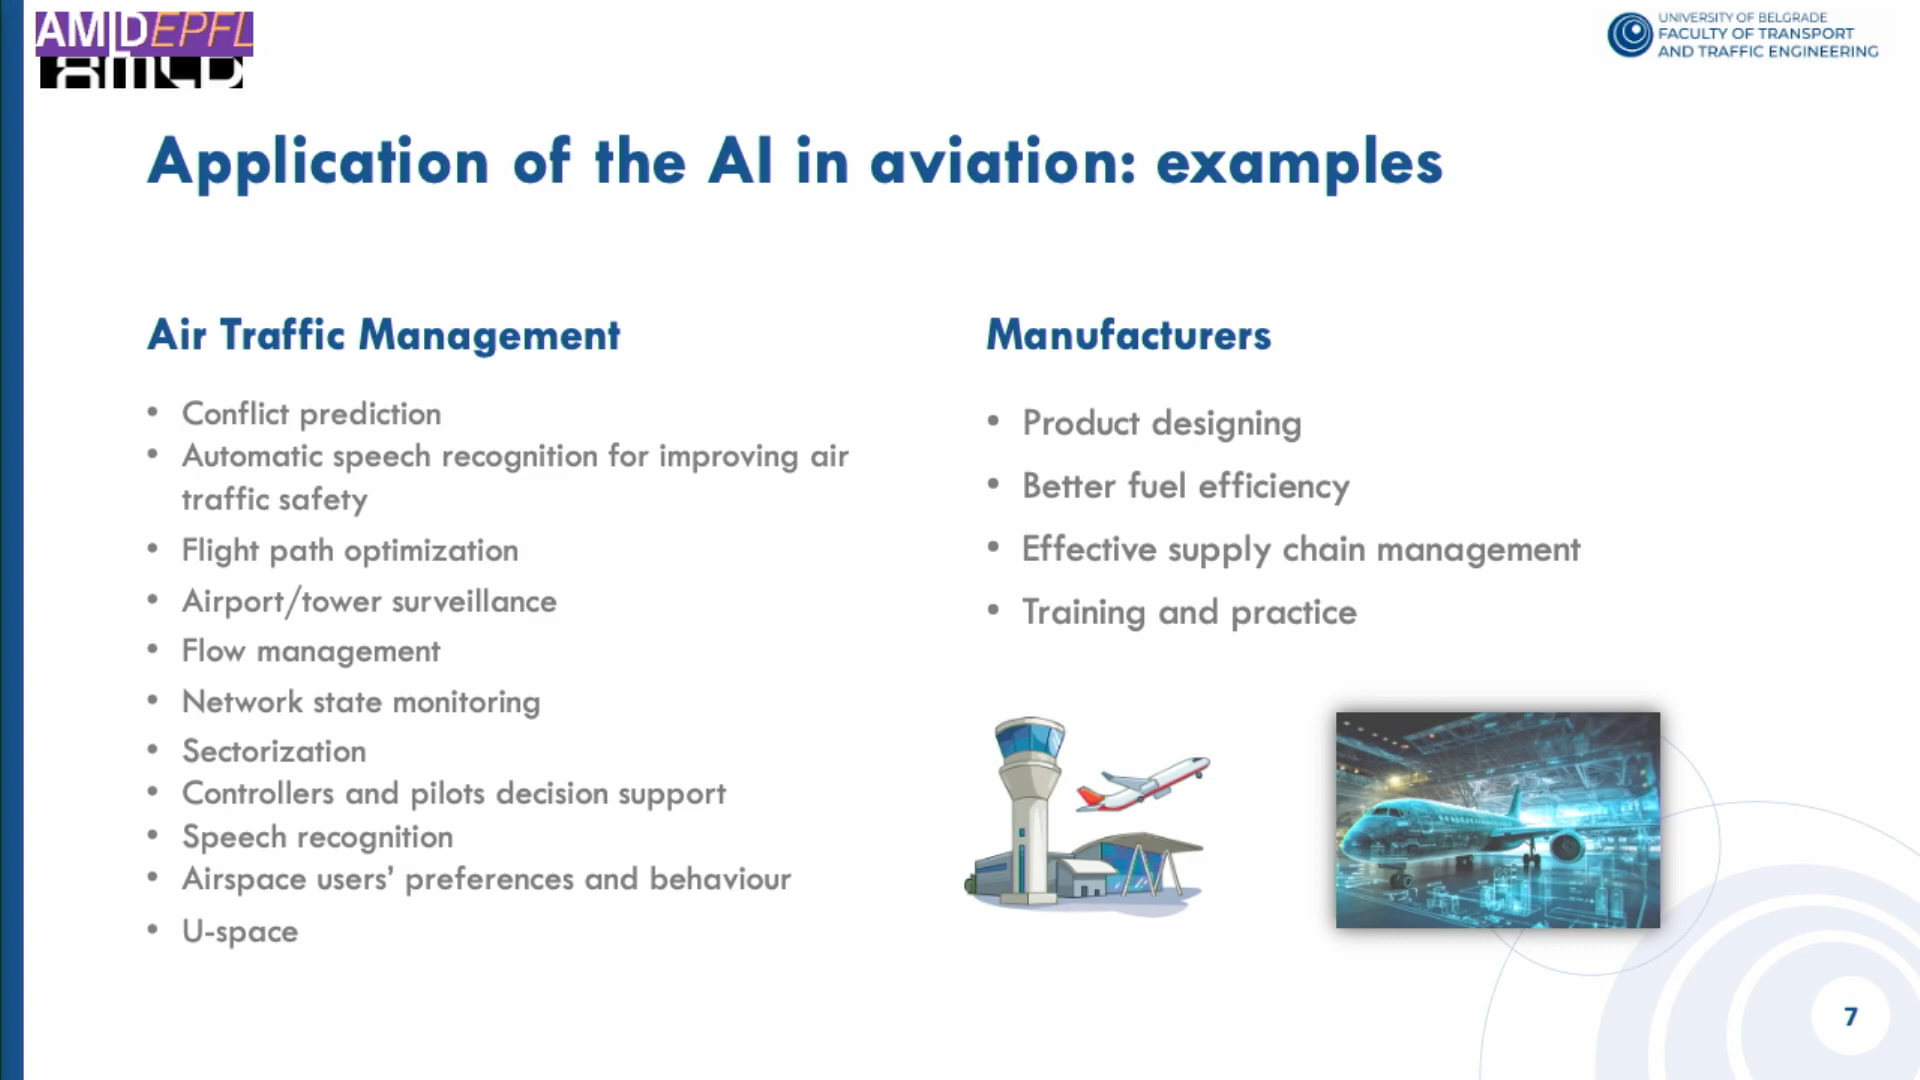 AMLDEPFL
AMLD
UNIVERSITY OF BELGRADE
FACULTY OF TRANSPORT
AND TRAFFIC ENGINEERING
Application of the AI in aviation: examples
Air Traffic Management
• Conflict prediction
• Automatic speech recognition for improving air
traffic safety
• Flight path optimization
• Airport/tower surveillance
• Flow management
• Network state monitoring
• Sectorization
• Controllers and pilots decision support
• Speech recognition
• Airspace users’ preferences and behaviour
• U-space
Manufacturers
• Product designing
• Better fuel efficiency
• Effective supply chain management
• Training and practice
7